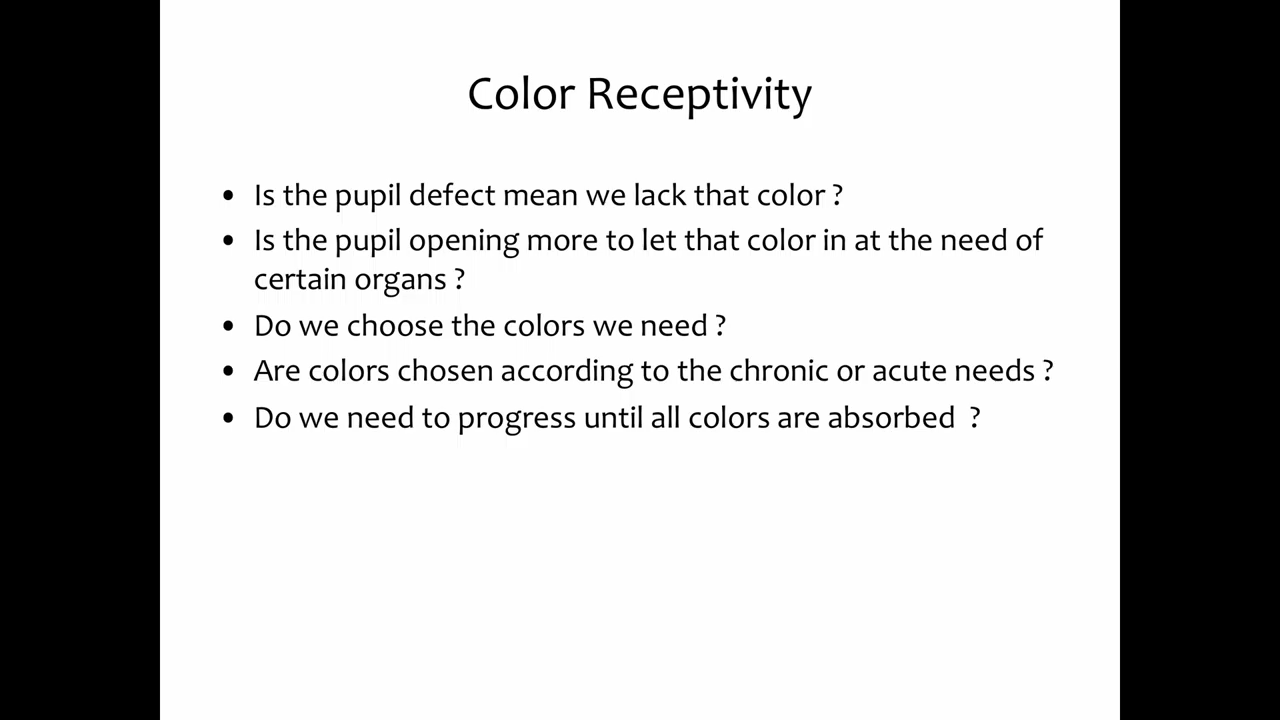 Color Receptivity
• Is the pupil defect mean we lack that color ?
• Is the pupil opening more to let that color in at the need of
certain organs ?
• Do we choose the colors we need ?
• Are colors chosen according to the chronic or acute needs ?
• Do we need to progress until all colors are absorbed  ?